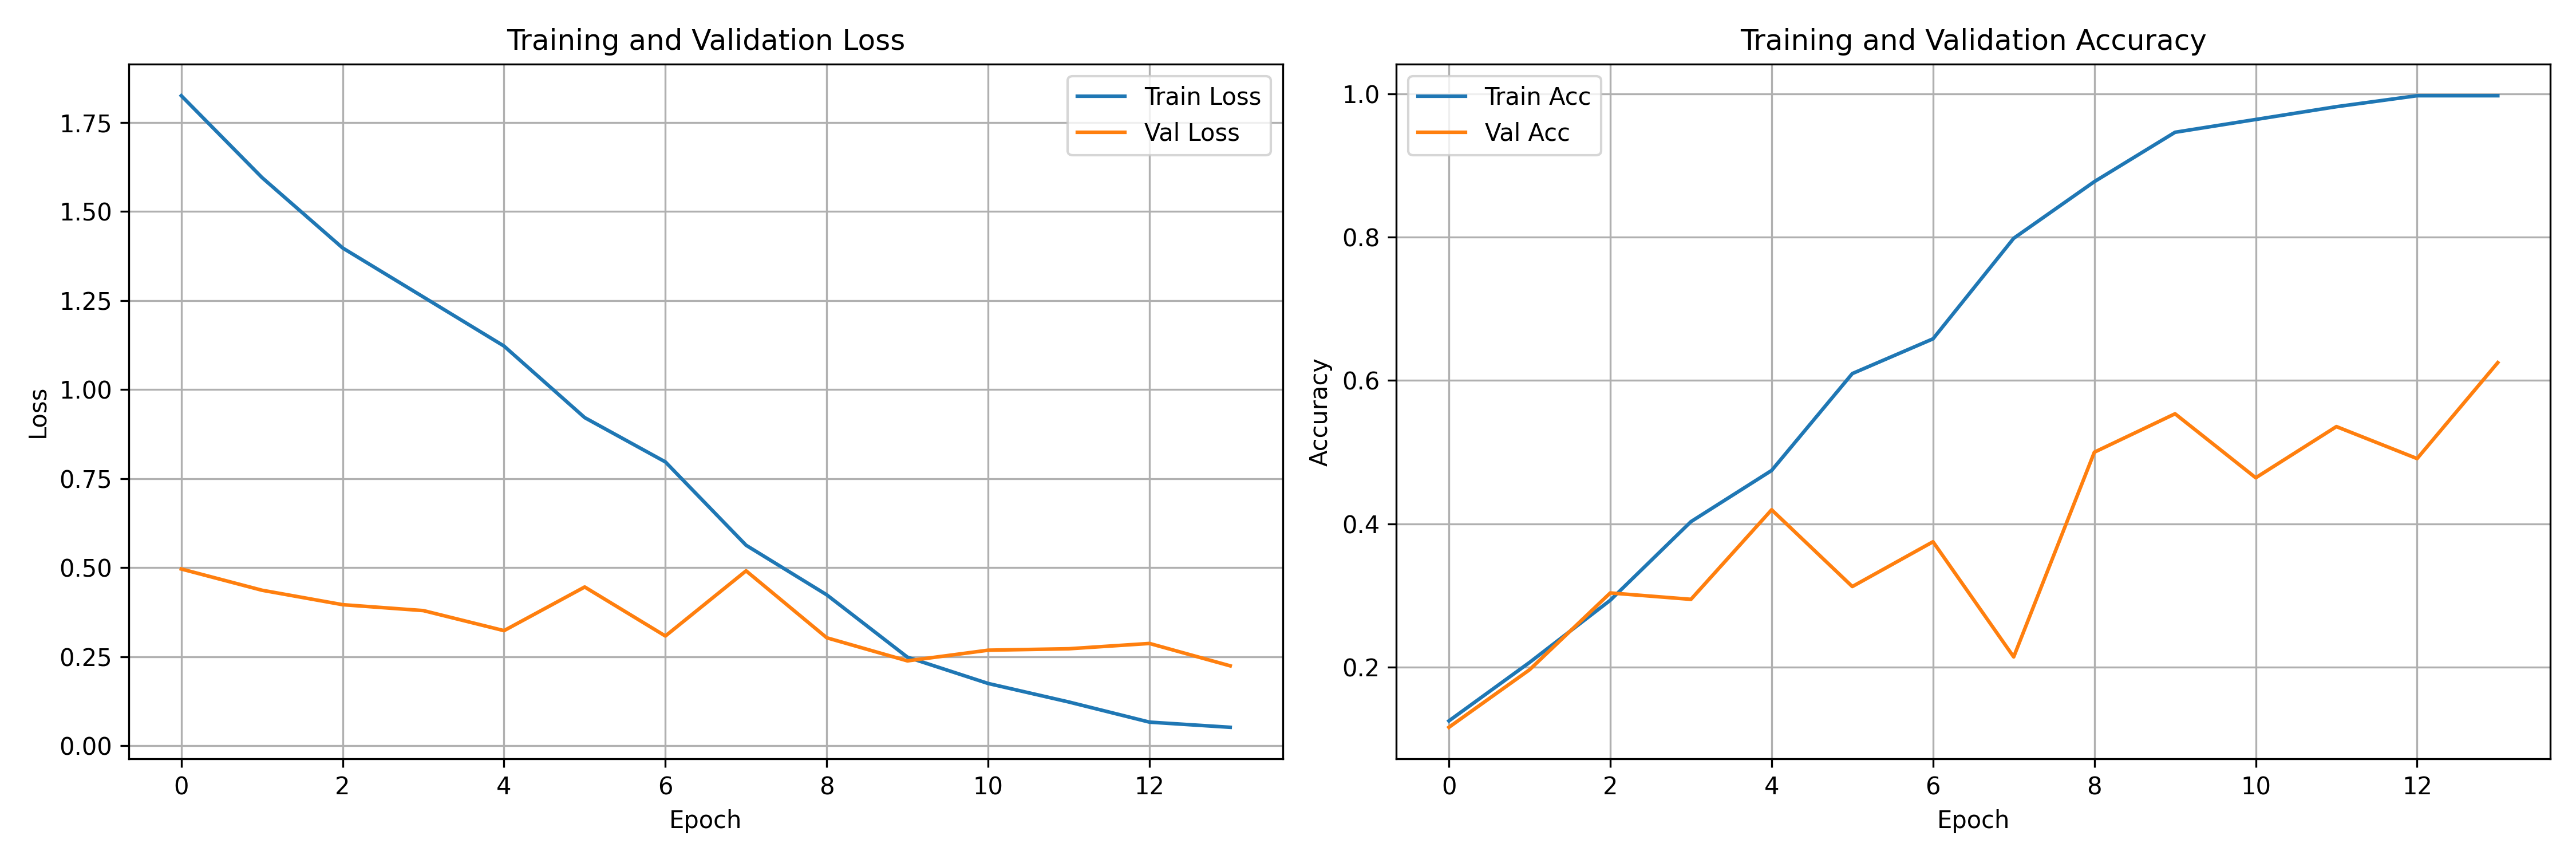 Training and Validation Loss
Train Loss
Val Loss
Loss
1.75
1.50
1.25
1.00
0.75
0.50
0.25
0.00
0 2 4 6 8 10 12
Epoch
Training and Validation Accuracy
Train Acc
Val Acc
Accuracy
1.0
0.8
0.6
0.4
0.2
0 2 4 6 8 10 12
Epoch